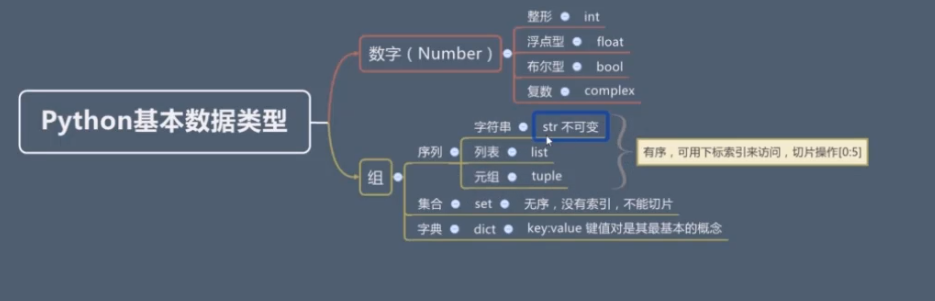 Python基本数据类型
数字（Number）
整形 int
浮点型 float
布尔型 bool
复数 complex
组
序列
字符串 str 不可变
列表 list
元组 tuple
有序，可用下标索引来访问，切片操作[0:5]
集合 set 无序，没有索引，不能切片
字典 dict key:value 键值对是其最基本的概念